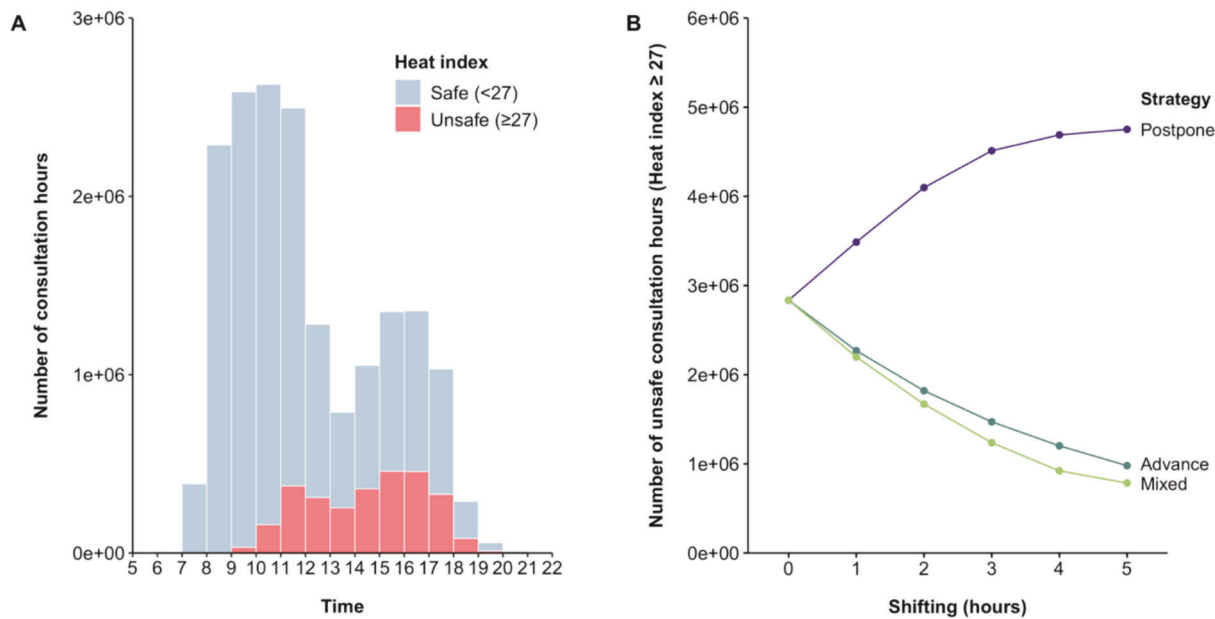 A
Number of consultation hours
3e+06
2e+06
1e+06
0e+00
Heat index
Safe (<27)
Unsafe (≥27)
5 6 7 8 9 10 11 12 13 14 15 16 17 18 19 20 21 22
Time
B
Number of unsafe consultation hours (Heat index ≥ 27)
6e+06
5e+06
4e+06
3e+06
2e+06
1e+06
0e+00
Strategy
Postpone
Advance
Mixed
0 1 2 3 4 5
Shifting (hours)